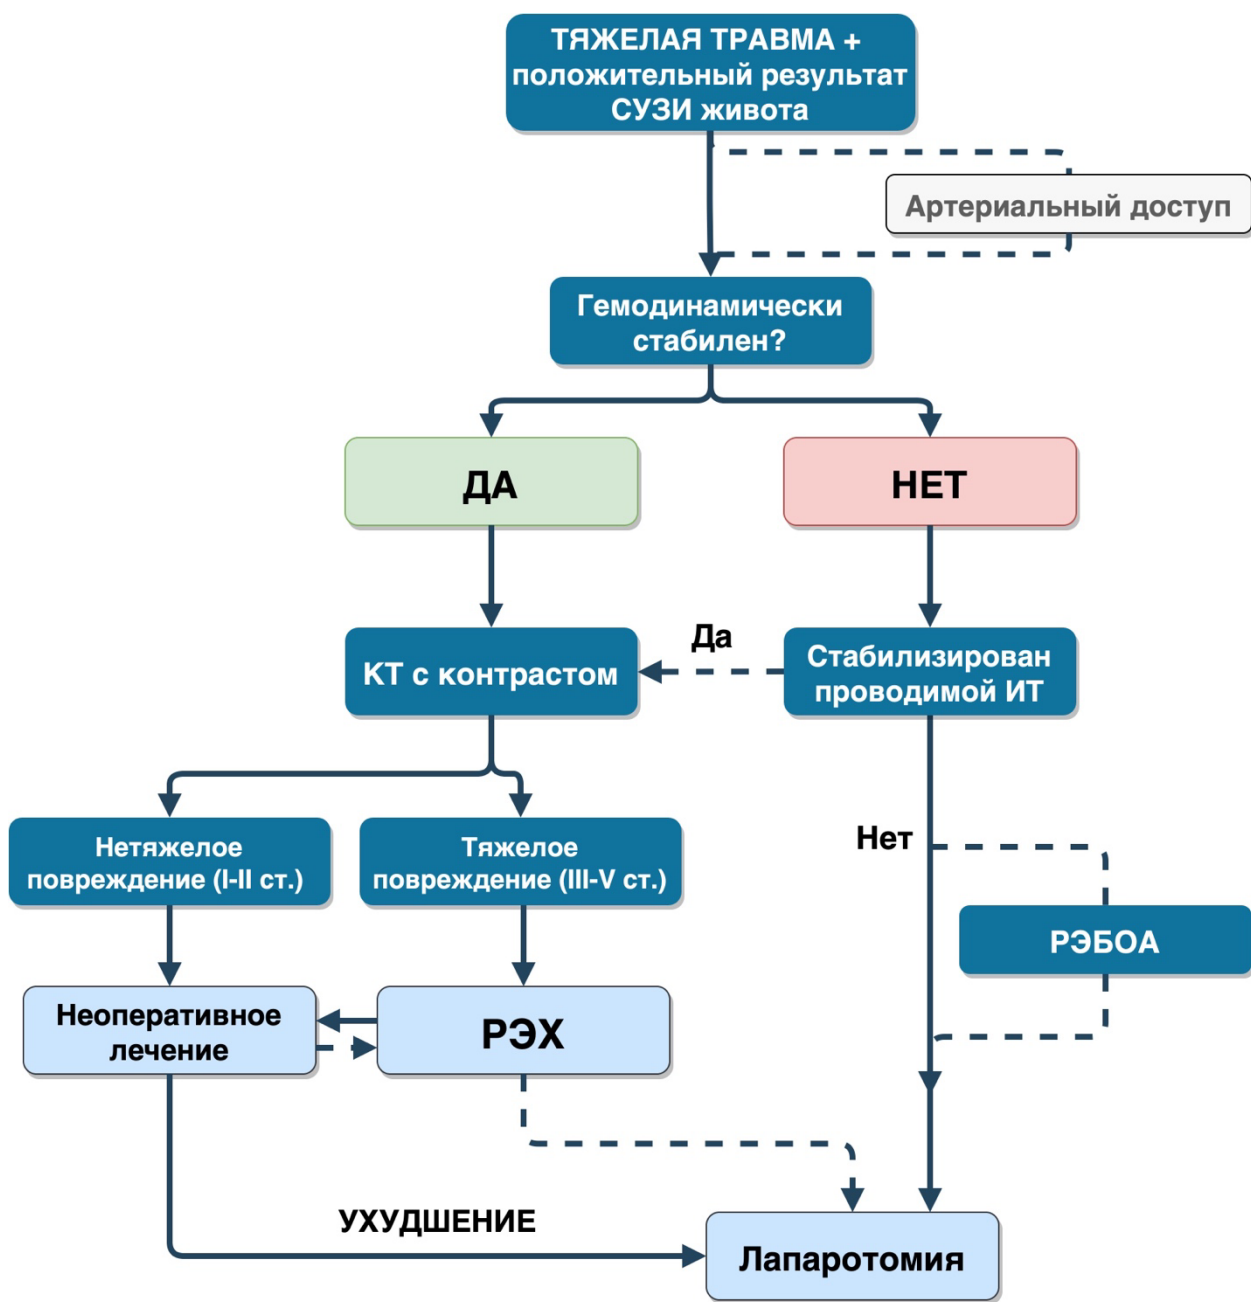 ТЯЖЕЛАЯ ТРАВМА +
положительный результат
СУЗИ живота
Артериальный доступ
Гемодинамически
стабилен?
ДА
НЕТ
КТ с контрастом
Да
Стабилизирован
проводимой ИТ
Нетяжелое
повреждение (I-II ст.)
Тяжелое
повреждение (III-V ст.)
Нет
РЭБОА
Неоперативное
лечение
РЭХ
УХУДШЕНИЕ
Лапаротомия